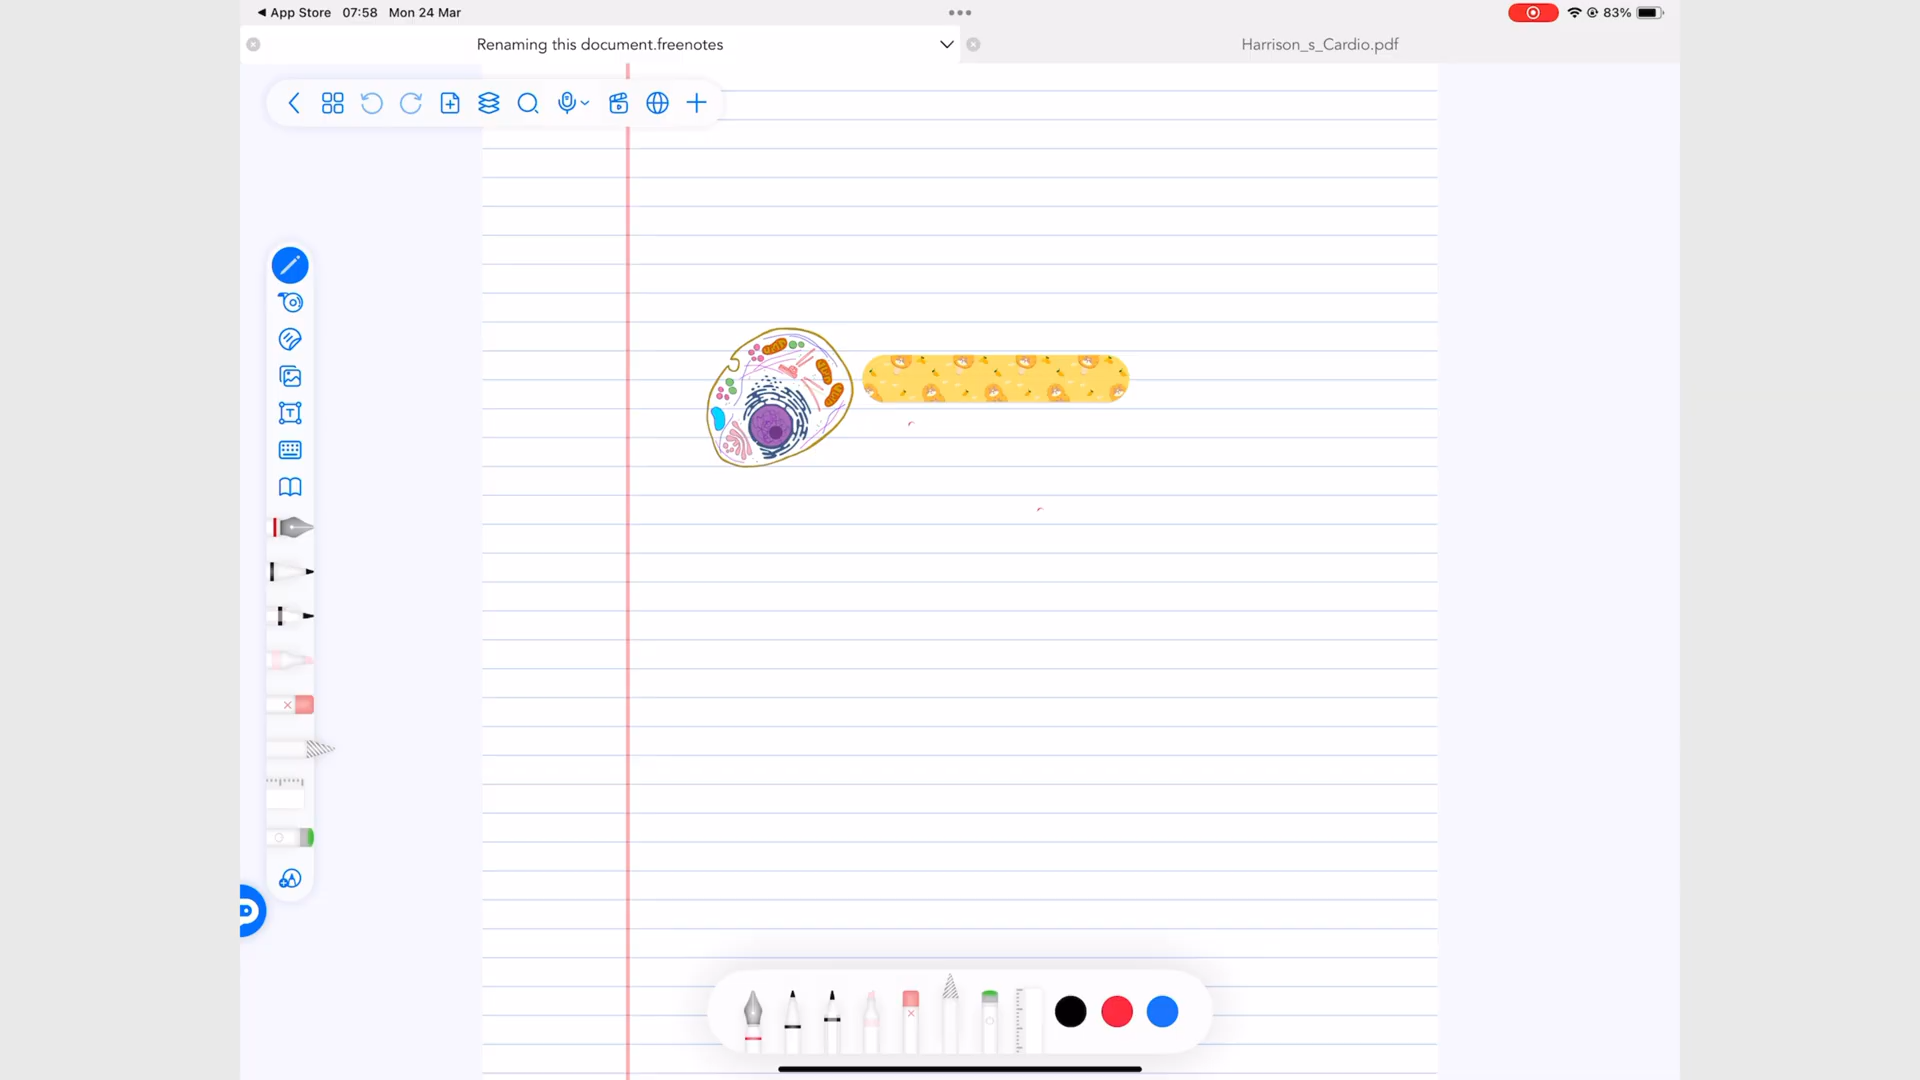 App Store 07:58 Mon 24 Mar
83%
Renaming this document.freenotes
Harrison_s_Cardio.pdf